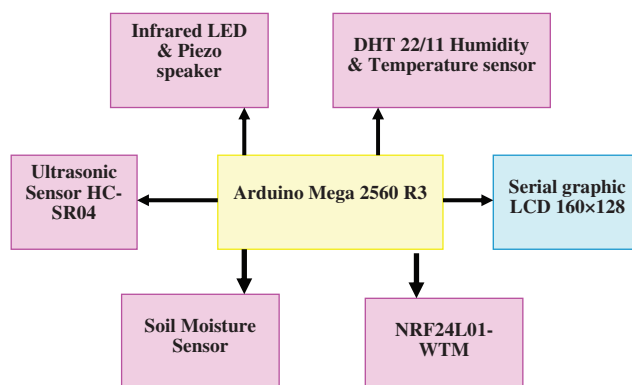 Infrared LED
& Piezo
speaker
DHT 22/11 Humidity
& Temperature sensor
Ultrasonic
Sensor HC-
SR04
Arduino Mega 2560 R3
Serial graphic
LCD 160×128
Soil Moisture
Sensor
NRF24L01-
WTM